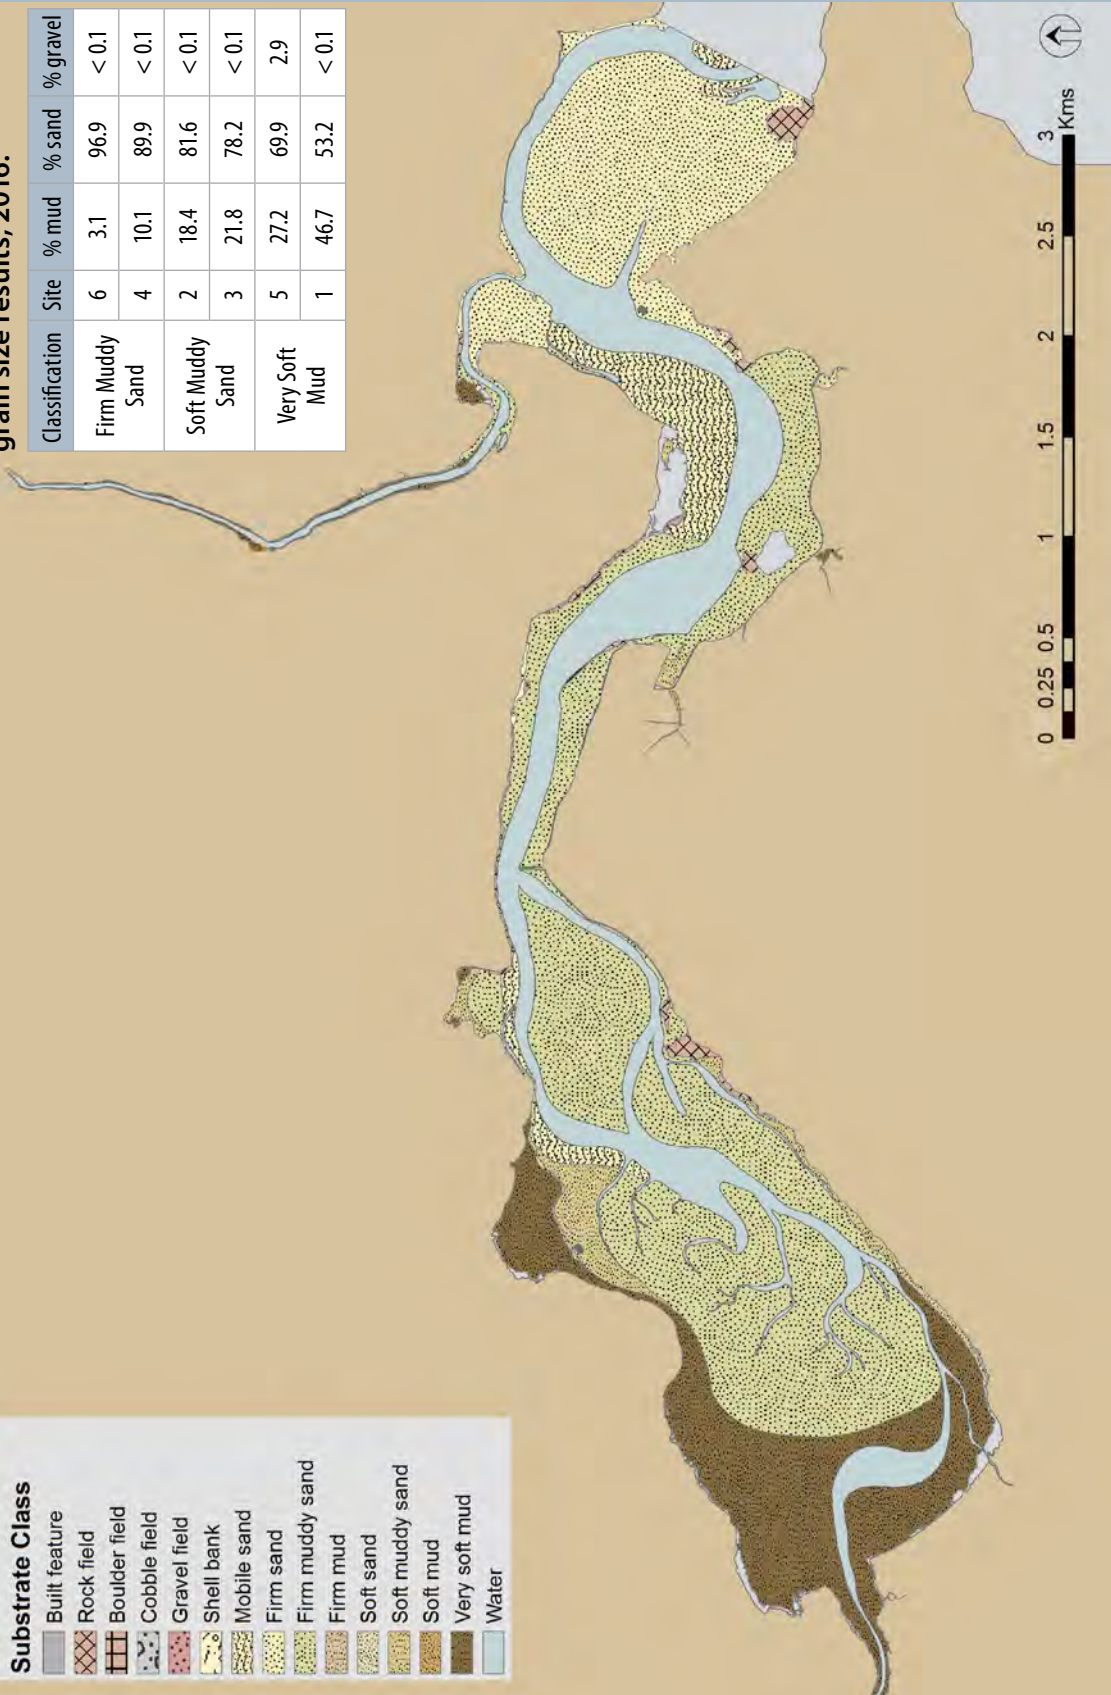 grain size results, 2016.
Classification Site % mud % sand % gravel
Firm Muddy Sand 6 3.1 96.9 < 0.1
4 10.1 89.9 < 0.1
Soft Muddy Sand 2 18.4 81.6 < 0.1
3 21.8 78.2 < 0.1
Very Soft Mud 5 27.2 69.9 2.9
1 46.7 53.2 < 0.1
Substrate Class
Built feature
Rock field
Boulder field
Cobble field
Gravel field
Shell bank
Mobile sand
Firm sand
Firm muddy sand
Firm mud
Soft sand
Soft muddy sand
Soft mud
Very soft mud
Water
0 0.25 0.5 1 1.5 2 2.5 3
Kms